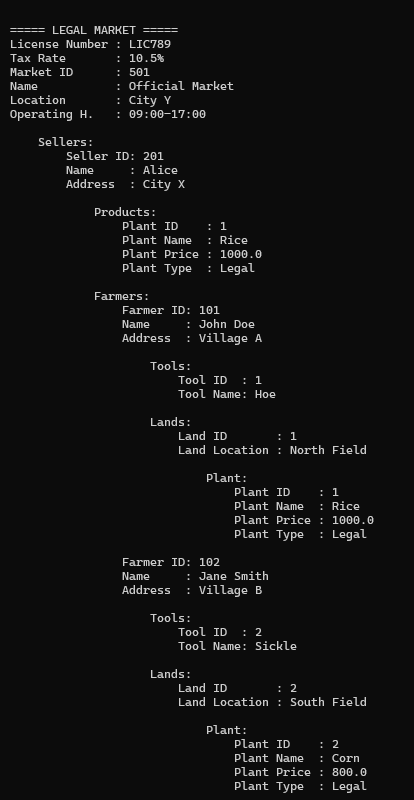 ===== LEGAL MARKET =====
License Number : LIC789
Tax Rate       : 10.5%
Market ID      : 501
Name           : Official Market
Location       : City Y
Operating H.   : 09:00-17:00

    Sellers:
        Seller ID: 201
        Name     : Alice
        Address  : City X

            Products:
                Plant ID    : 1
                Plant Name  : Rice
                Plant Price : 1000.0
                Plant Type  : Legal

            Farmers:
                Farmer ID: 101
                Name     : John Doe
                Address  : Village A

                    Tools:
                        Tool ID  : 1
                        Tool Name: Hoe

                    Lands:
                        Land ID       : 1
                        Land Location : North Field

                            Plant:
                                Plant ID    : 1
                                Plant Name  : Rice
                                Plant Price : 1000.0
                                Plant Type  : Legal

                Farmer ID: 102
                Name     : Jane Smith
                Address  : Village B

                    Tools:
                        Tool ID  : 2
                        Tool Name: Sickle

                    Lands:
                        Land ID       : 2
                        Land Location : South Field

                            Plant:
                                Plant ID    : 2
                                Plant Name  : Corn
                                Plant Price : 800.0
                                Plant Type  : Legal